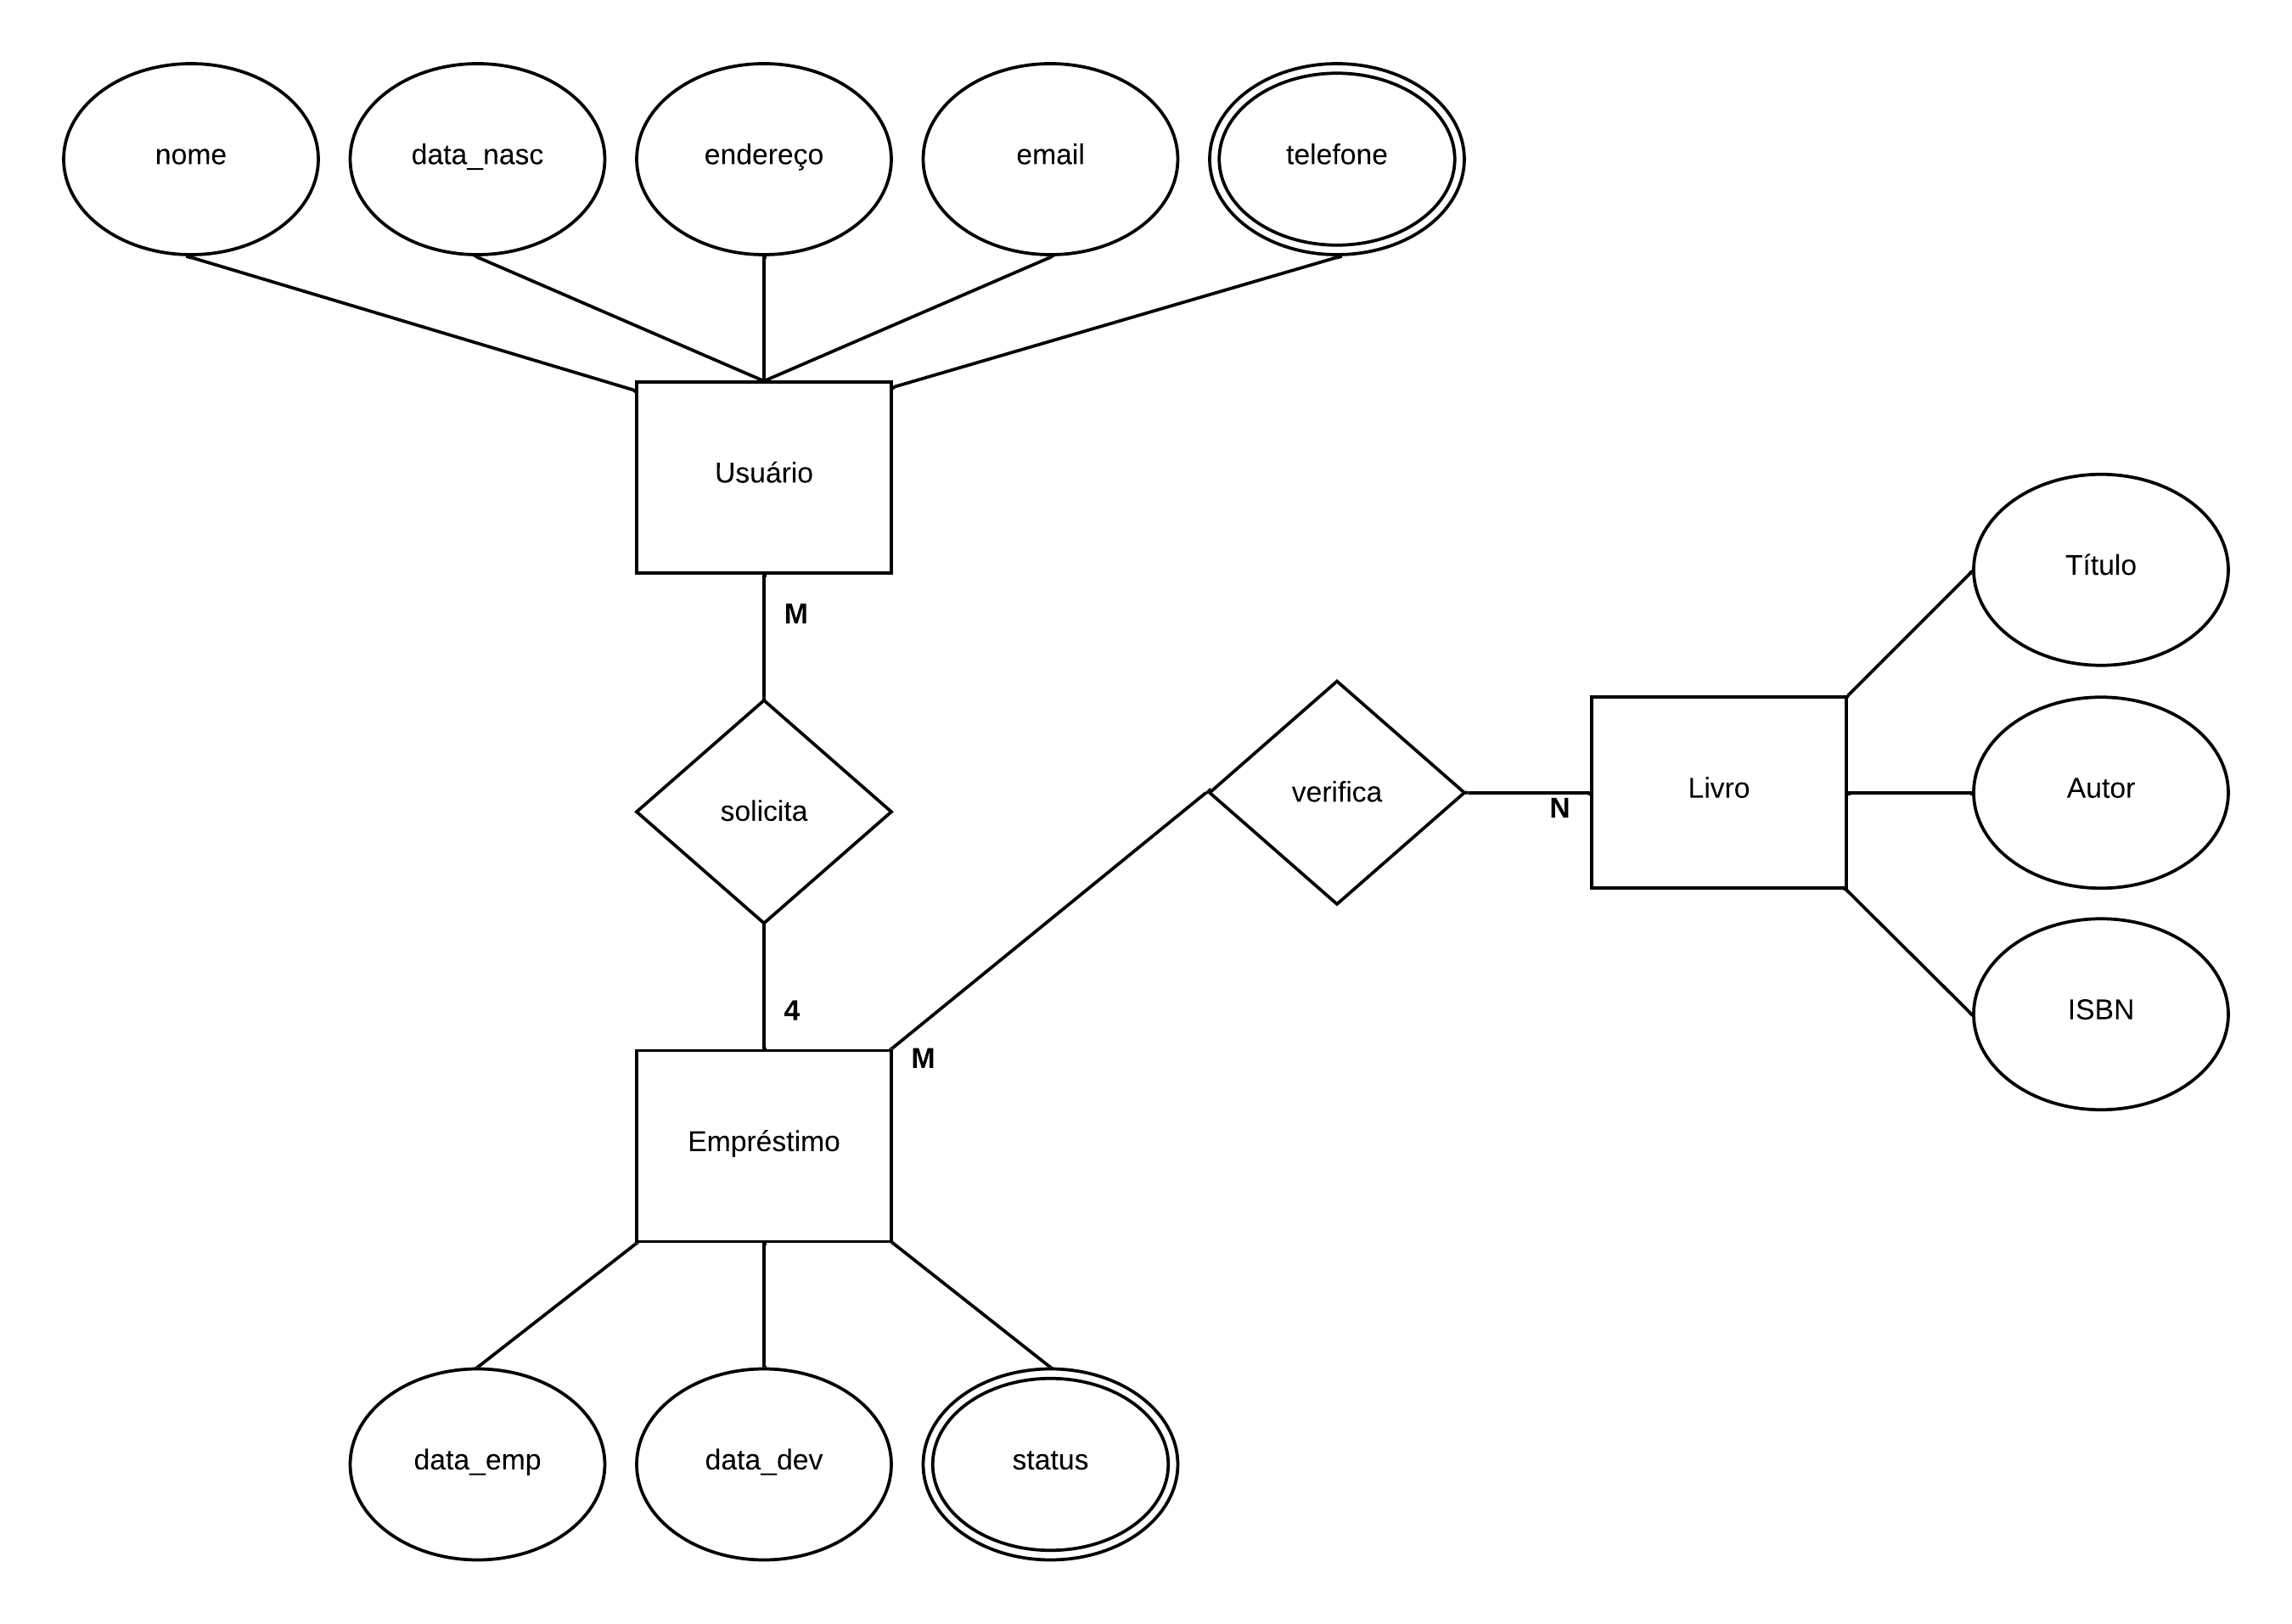 nome
data_nasc
endereço
email
telefone
Usuário
M
Título
solicita
verifica
N
Livro
Autor
4
M
ISBN
Empréstimo
data_emp
data_dev
status